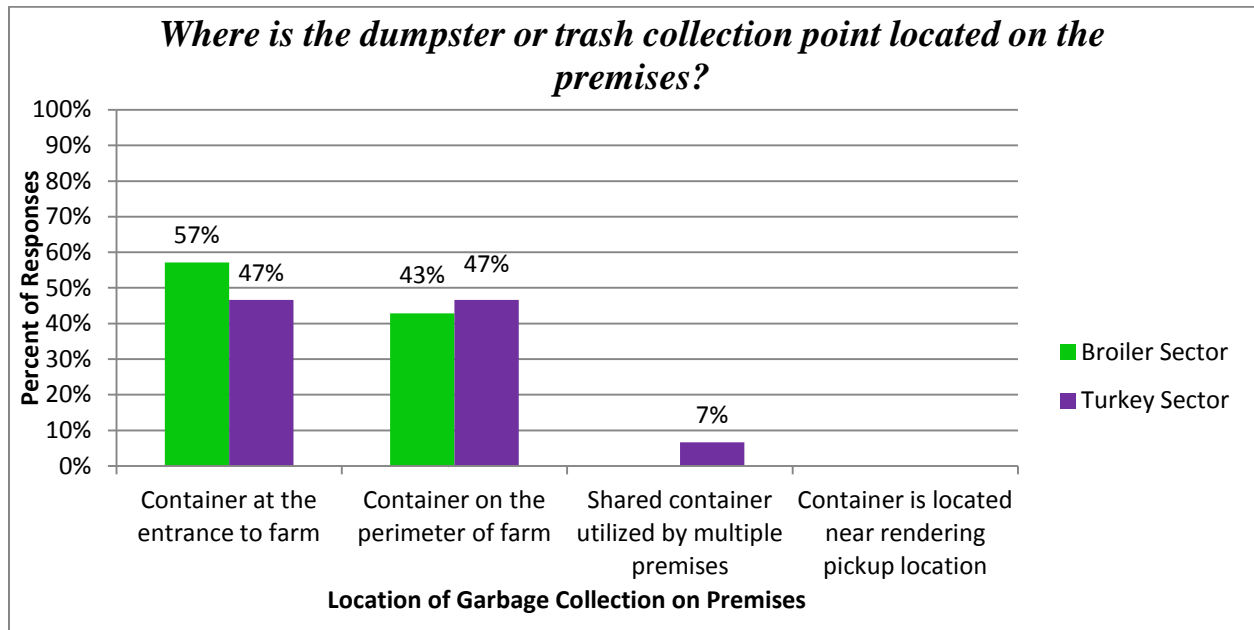 Where is the dumpster or trash collection point located on the
premises?
100%
90%
80%
70%
60%
50%
40%
30%
20%
10%
0%
Percent of Responses
57%
47%
43%
47%
7%
Container at the
entrance to farm
Container on the
perimeter of farm
Shared container
utilized by multiple
premises
Container is located
near rendering
pickup location
Location of Garbage Collection on Premises
Broiler Sector
Turkey Sector